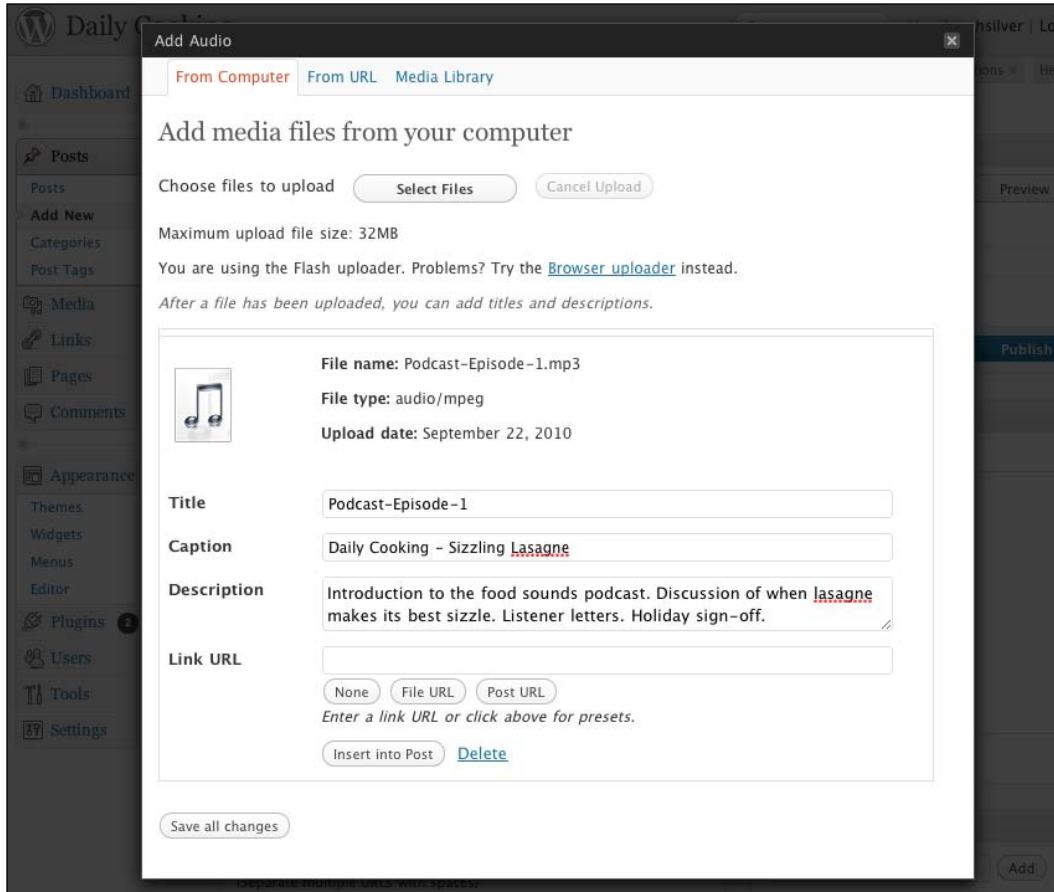 Daily
hsilver | Lo
Add Audio
From Computer
From URL
Media Library
Dashboard
Add media files from your computer
Posts
Choose files to upload
Select Files
Cancel Upload
Posts
Preview
Add New
Maximum upload file size: 32MB
Categories
Post Tags
You are using the Flash uploader. Problems? Try the Browser uploader instead.
Media
After a file has been uploaded, you can add titles and descriptions.
Links
Publish
Pages
File name: Podcast-Episode-1.mp3
File type: audio/mpeg
Comments
Upload date: September 22, 2010
Appearance
Themes
Title
Podcast-Episode-1
Widgets
Caption
Daily Cooking - Sizzling Lasagne
Menus
Editor
Description
Introduction to the food sounds podcast. Discussion of when lasagne
makes its best sizzle. Listener letters. Holiday sign-off.
Plugins 2
Users
Link URL
None
File URL
Post URL
Tools
Enter a link URL or click above for presets.
Settings
Insert into Post
Delete
Save all changes
Add
(Separate multiple URLs with spaces)